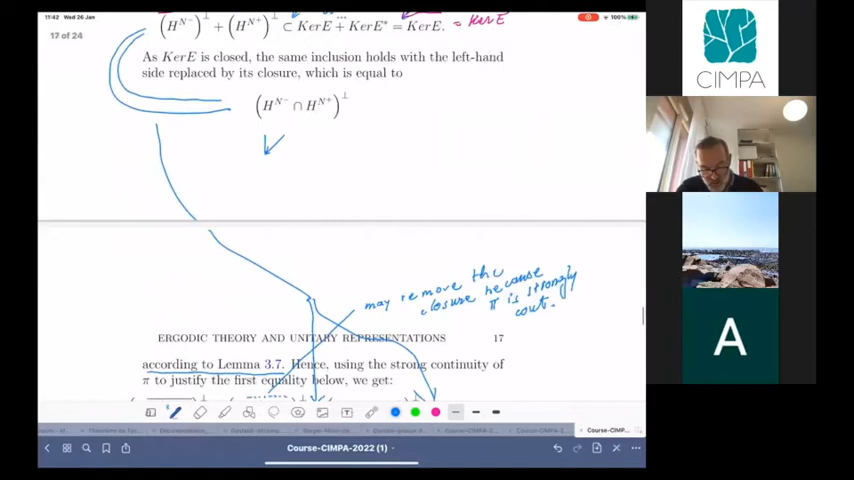 11:42 Wed 26 Jan
100%
17 of 24
(H^{N^-})^⊥ + (H^{N^+})^⊥ ⊂ KerE + KerE* = KerE.
= KerE
As KerE is closed, the same inclusion holds with the left-hand
side replaced by its closure, which is equal to
(H^{N^-} ∩ H^{N^+})^⊥
may remove the
closure because
π is strongly
cont.
ERGODIC THEORY AND UNITARY REPRESENTATIONS 17
according to Lemma 3.7. Hence, using the strong continuity of
π to justify the first equality below, we get:
Course-CIMP...
Course-CIMPA-2022 (1)
CIMPA
A